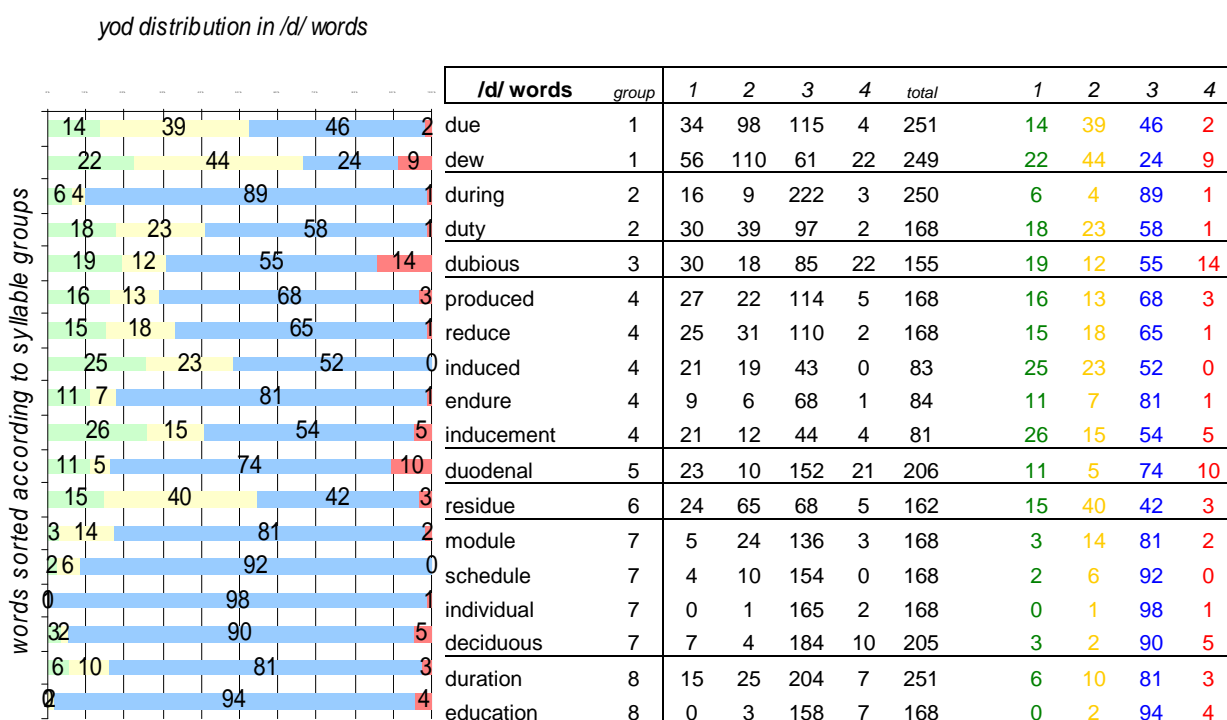 yod distribution in /d/ words
words sorted according to syllable groups
14 39 46 2
22 44 24 9
6 4 89 1
18 23 58 1
19 12 55 14
16 13 68 3
15 18 65 1
25 23 52 0
11 7 81 1
26 15 54 5
11 5 74 10
15 40 42 3
3 14 81 2
2 6 92 0
0 1 98 1
3 2 90 5
6 10 81 3
0 2 94 4
/d/ words group 1 2 3 4 total 1 2 3 4
due 1 34 98 115 4 251 14 39 46 2
dew 1 56 110 61 22 249 22 44 24 9
during 2 16 9 222 3 250 6 4 89 1
duty 2 30 39 97 2 168 18 23 58 1
dubious 3 30 18 85 22 155 19 12 55 14
produced 4 27 22 114 5 168 16 13 68 3
reduce 4 25 31 110 2 168 15 18 65 1
induced 4 21 19 43 0 83 25 23 52 0
endure 4 9 6 68 1 84 11 7 81 1
inducement 4 21 12 44 4 81 26 15 54 5
duodenal 5 23 10 152 21 206 11 5 74 10
residue 6 24 65 68 5 162 15 40 42 3
module 7 5 24 136 3 168 3 14 81 2
schedule 7 4 10 154 0 168 2 6 92 0
individual 7 0 1 165 2 168 0 1 98 1
deciduous 7 7 4 184 10 205 3 2 90 5
duration 8 15 25 204 7 251 6 10 81 3
education 8 0 3 158 7 168 0 2 94 4